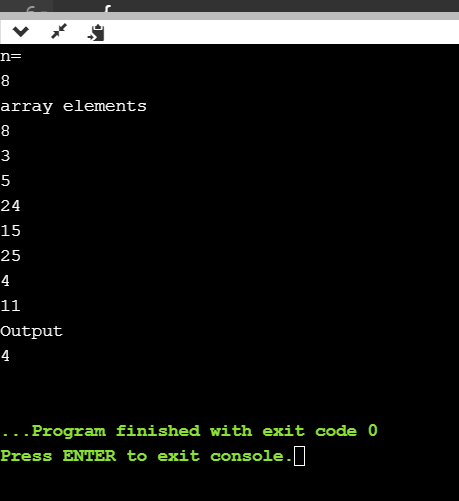 n=
8
array elements
8
3
5
24
15
25
4
11
Output
4
...Program finished with exit code 0
Press ENTER to exit console.